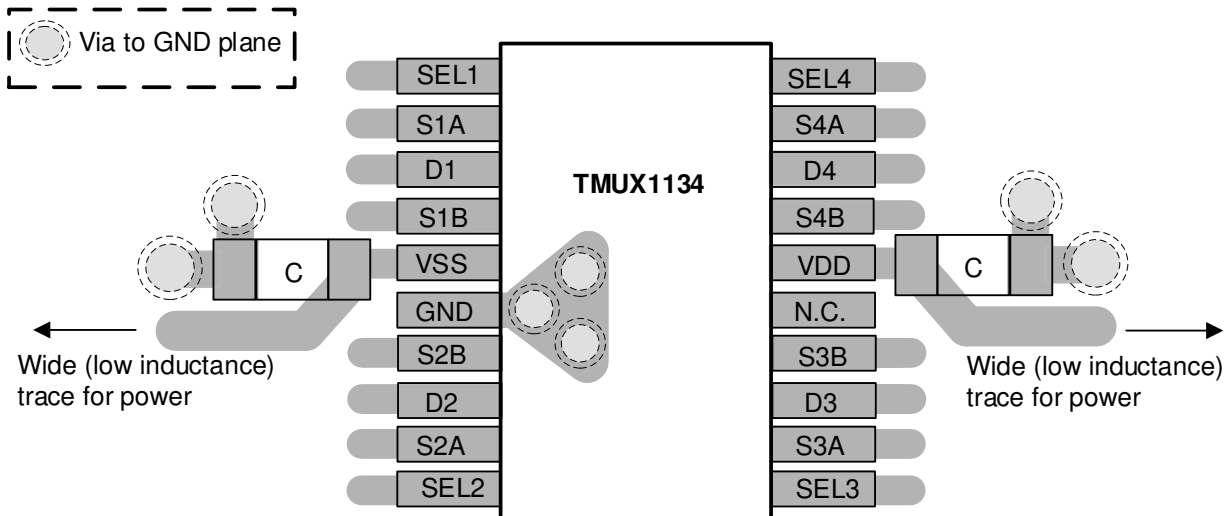 Via to GND plane
SEL1
S1A
D1
S1B
VSS
GND
S2B
D2
S2A
SEL2
TMUX1134
SEL4
S4A
D4
S4B
VDD
N.C.
S3B
D3
S3A
SEL3
C
Wide (low inductance)
trace for power
C
Wide (low inductance)
trace for power